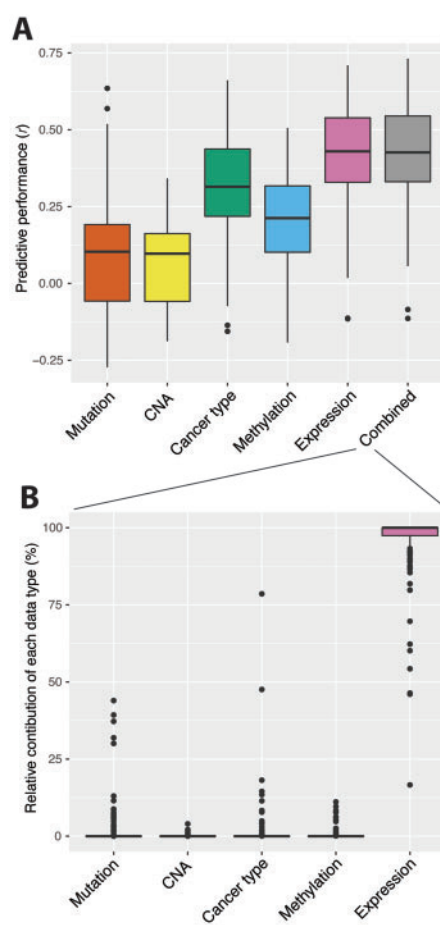 A
Predictive performance (r)
0.75
0.50
0.25
0.00
−0.25
Mutation
CNA
Cancer type
Methylation
Expression
Combined
B
Relative contibution of each data type (%)
100
75
50
25
0
Mutation
CNA
Cancer type
Methylation
Expression